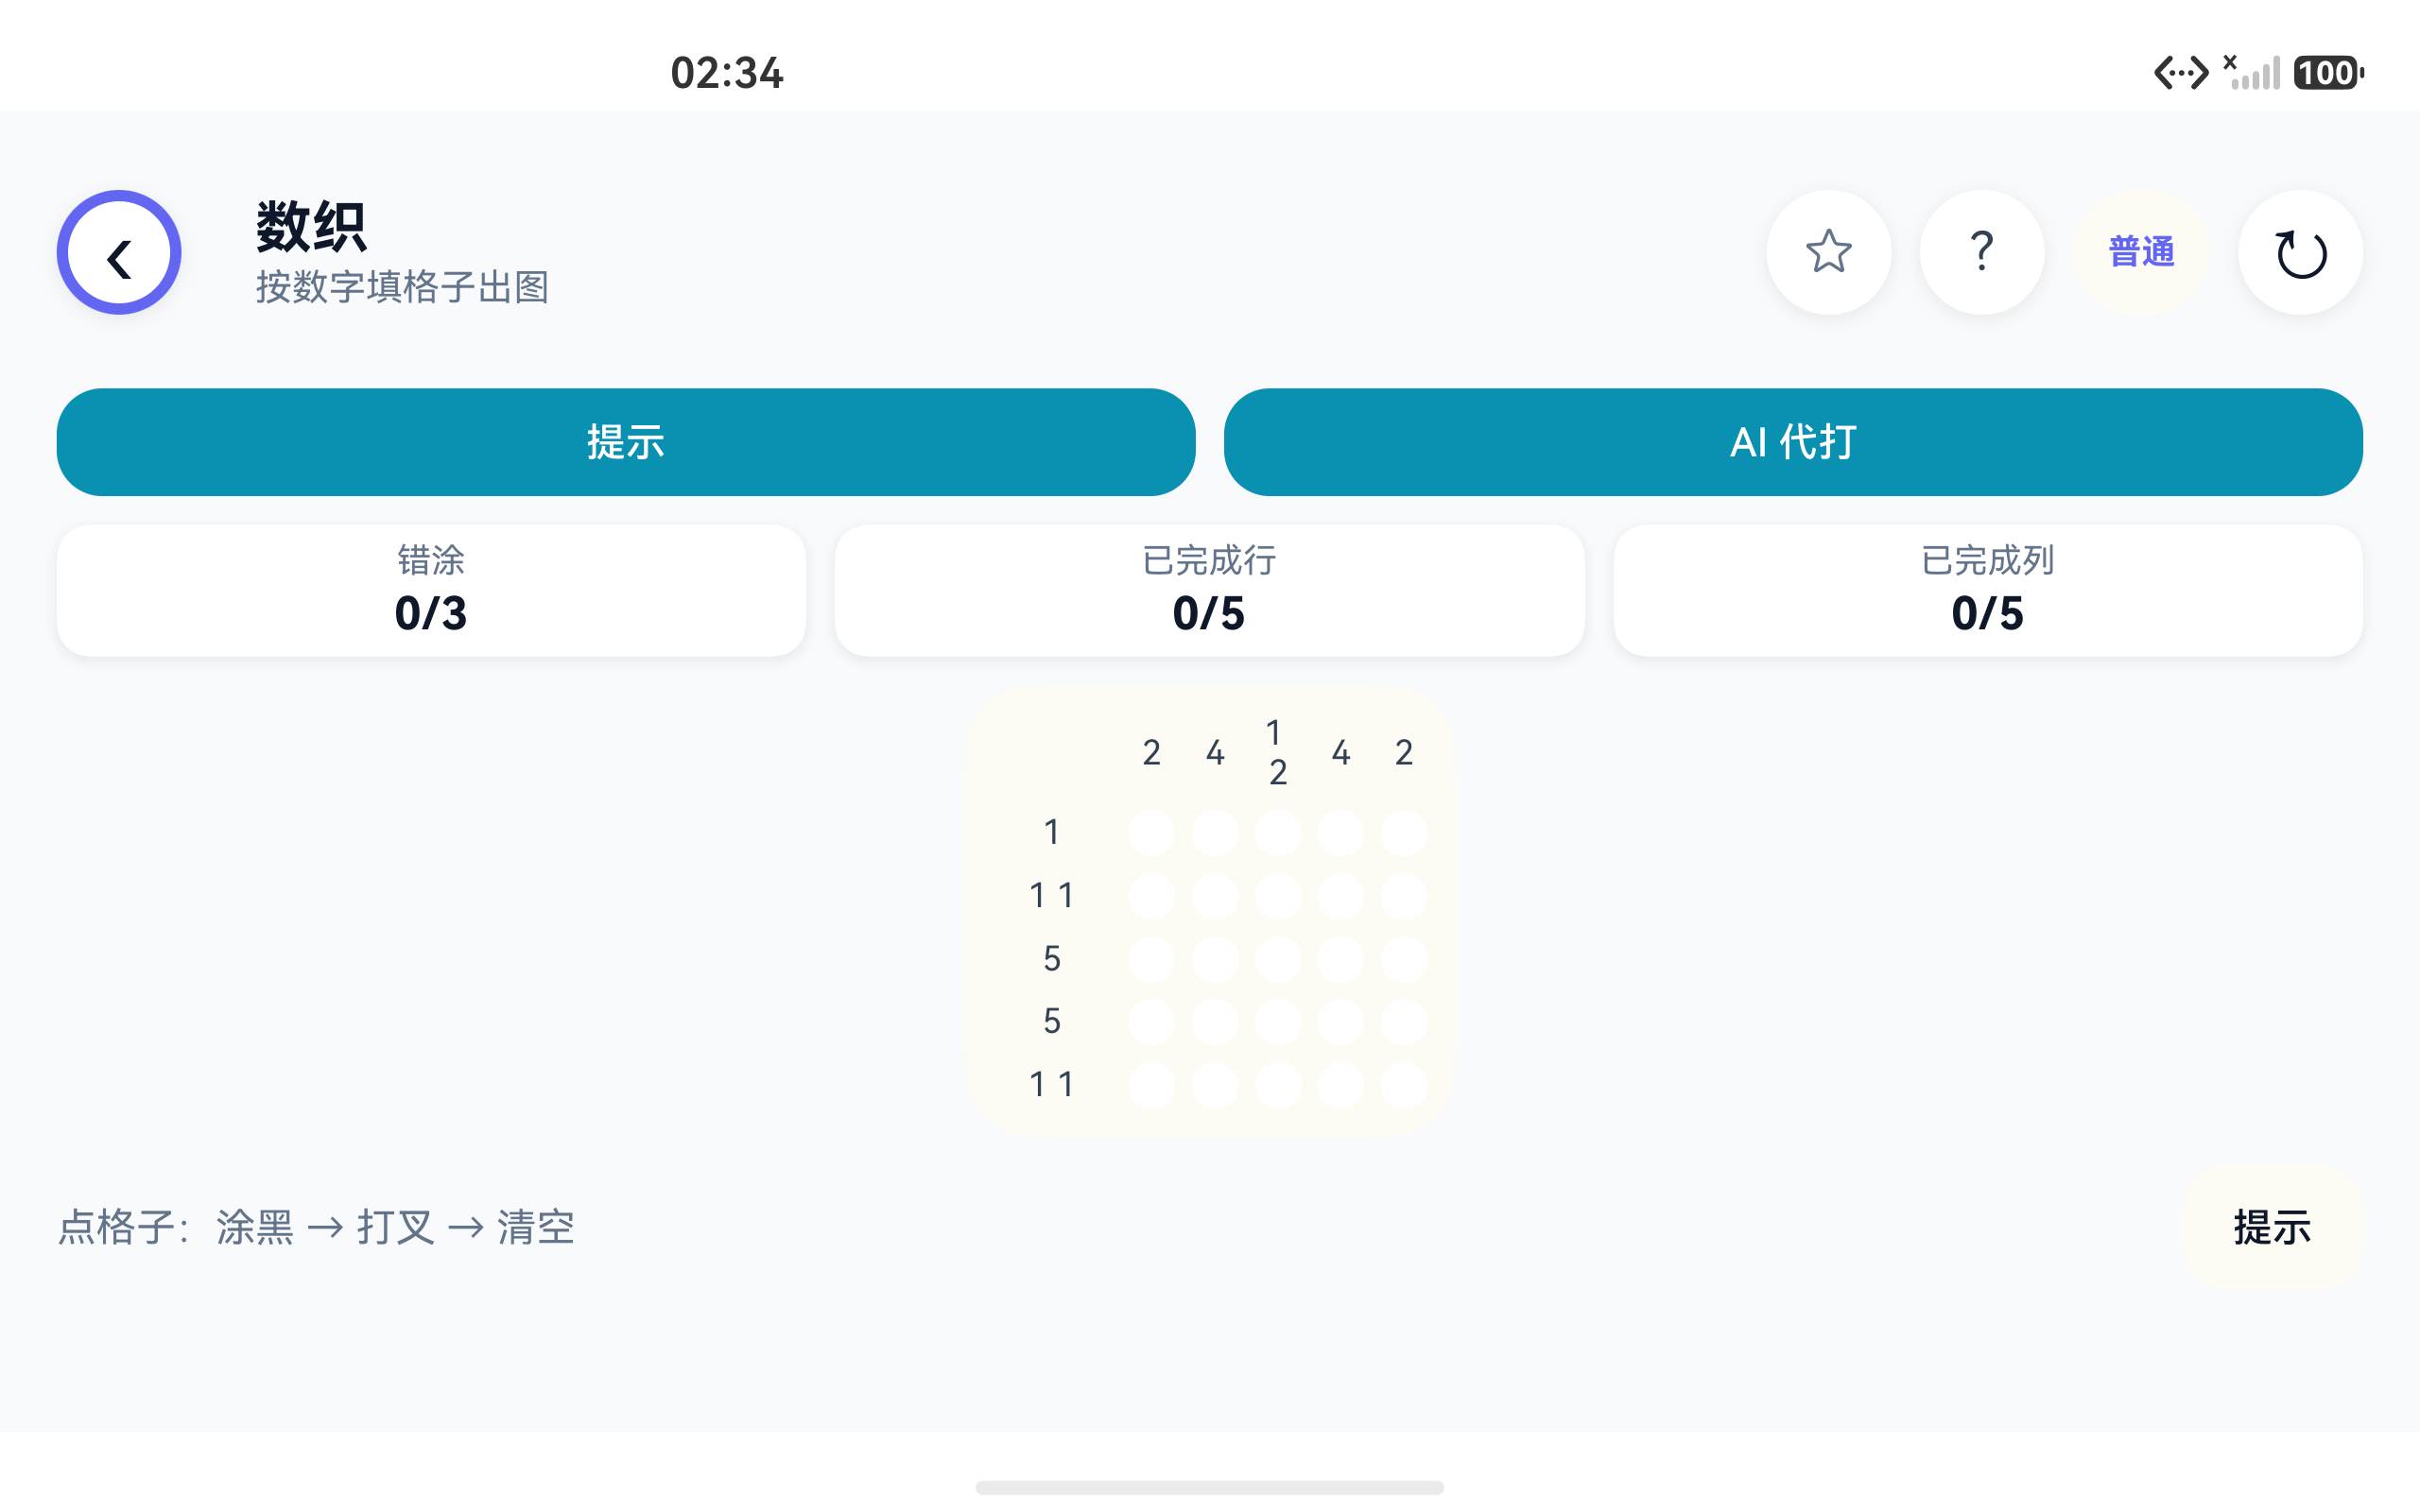 02:34
100
数织
按数字填格子出图
?
普通
提示
AI 代打
错涂
0/3
已完成行
0/5
已完成列
0/5
2 4 1 4 2
2
1
1 1
5
5
1 1
点格子：涂黑 → 打叉 → 清空
提示